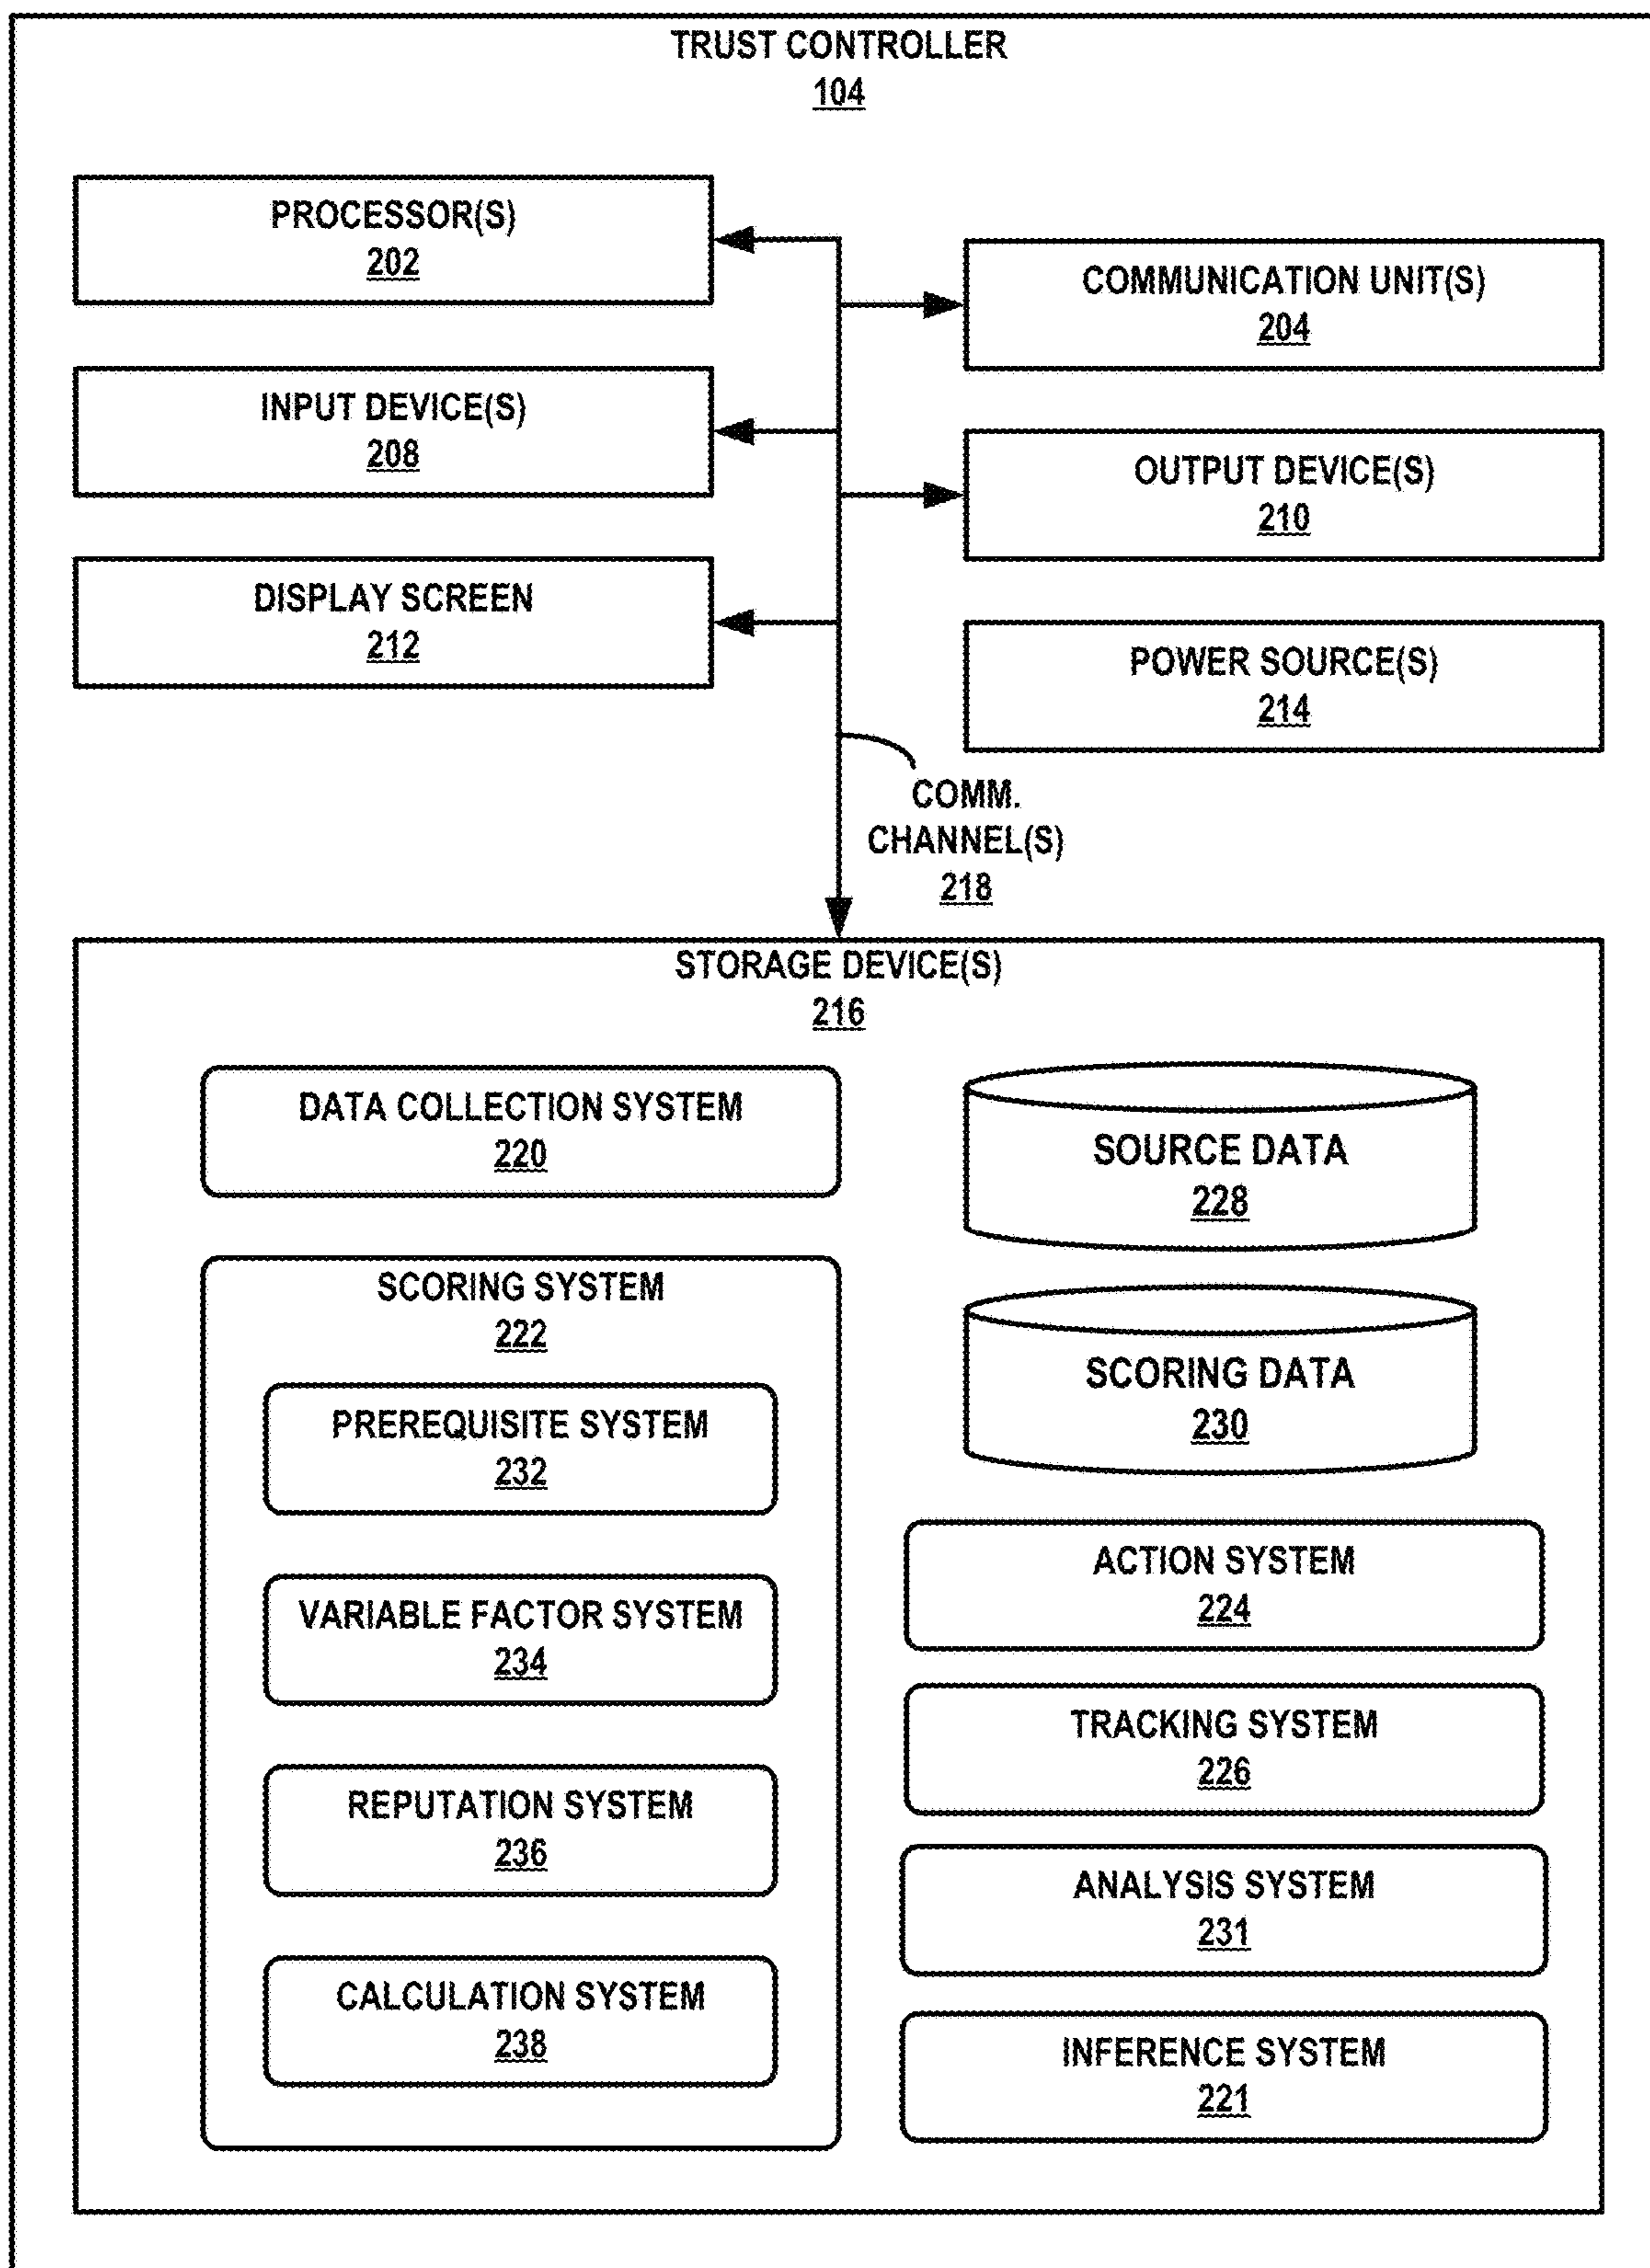 TRUST CONTROLLER
104
PROCESSOR(S)
202
COMMUNICATION UNIT(S)
204
INPUT DEVICE(S)
208
OUTPUT DEVICE(S)
210
DISPLAY SCREEN
212
POWER SOURCE(S)
214
COMM.
CHANNEL(S)
218
STORAGE DEVICE(S)
216
DATA COLLECTION SYSTEM
220
SCORING SYSTEM
222
PREREQUISITE SYSTEM
232
VARIABLE FACTOR SYSTEM
234
REPUTATION SYSTEM
236
CALCULATION SYSTEM
238
SOURCE DATA
228
SCORING DATA
230
ACTION SYSTEM
224
TRACKING SYSTEM
226
ANALYSIS SYSTEM
231
INFERENCE SYSTEM
221